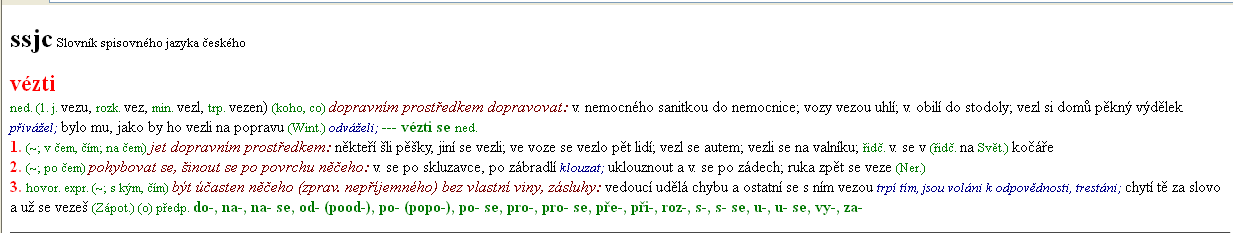 ssjc Slovník spisovného jazyka českého
vézti
ned. (1. j. vezu, rozk. vez, min. vezl, trp. vezen) (koho, co) dopravním prostředkem dopravovat: v. nemocného sanitkou do nemocnice; vozy vezou uhlí; v. obilí do stodoly; vezl si domů pěkný výdělek
přivážel; bylo mu, jako by ho vezli na popravu (Wint.) odváželi; --- vézti se ned.
1. (~; v čem, čím; na čem) jet dopravním prostředkem: někteří šli pěšky, jiní se vezli; ve voze se vezlo pět lidí; vezl se autem; vezli se na valníku; řidč. v. se v (řidč. na Svět.) kočáře
2. (~; po čem) pohybovat se, šinout se po povrchu něčeho: v. se po skluzavce, po zábradlí klouzat; uklouznout a v. se po zádech; ruka zpět se veze (Ner.)
3. hovor. expr. (~; s kým, čím) být účasten něčeho (zprav. nepříjemného) bez vlastní viny, zásluhy: vedoucí udělá chybu a ostatní se s ním vezou trpí tím, jsou voláni k odpovědnosti, trestáni; chytí tě za slovo
a už se vezeš (Zápot.) (o) předp. do-, na-, na- se, od- (pood-), po- (popo-), po- se, pro-, pro- se, pře-, při-, roz-, s-, s- se, u-, u- se, vy-, za-